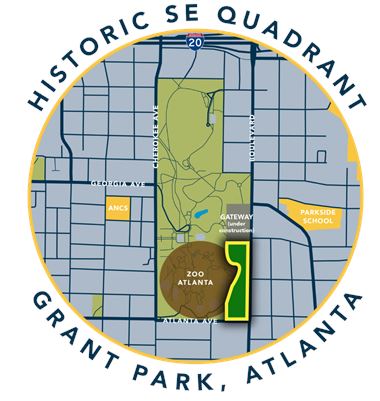 HISTORIC SE QUADRANT
20
CHEROKEE AVE
BOULVARD
GEORGIA AVE
ANCS
GATEWAY
(under
construction)
PARKSIDE
SCHOOL
ZOO
ATLANTA
ATLANTA AVE
GRANT PARK, ATLANTA